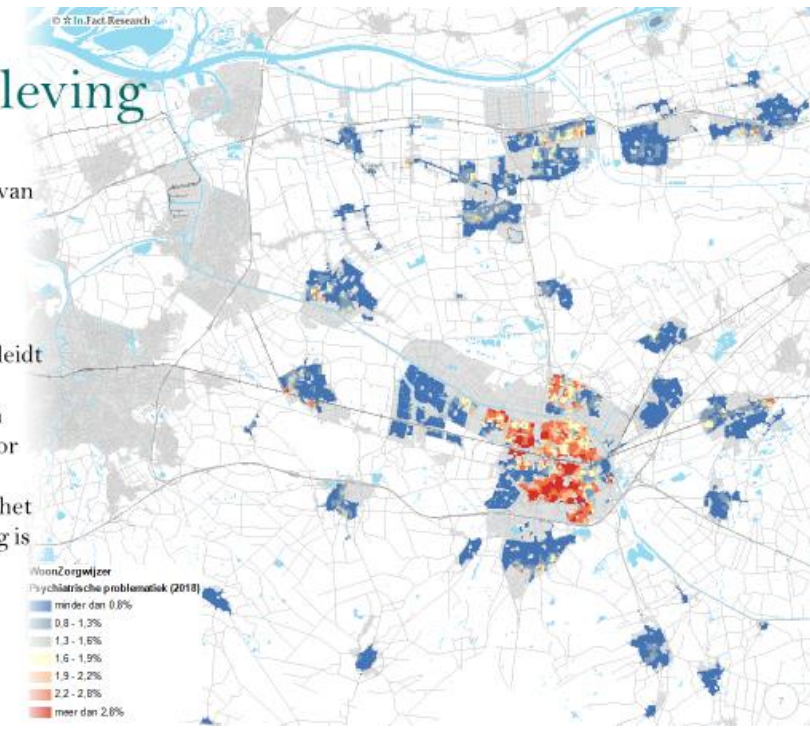 © ☆ In.Fact.Research
leving
van
leidt
or
het
g is
WoonZorgwijzer
Psychiatrische problematiek (2018)
minder dan 0,8%
0,8 - 1,3%
1,3 - 1,6%
1,6 - 1,9%
1,9 - 2,2%
2,2 - 2,8%
meer dan 2,8%
7